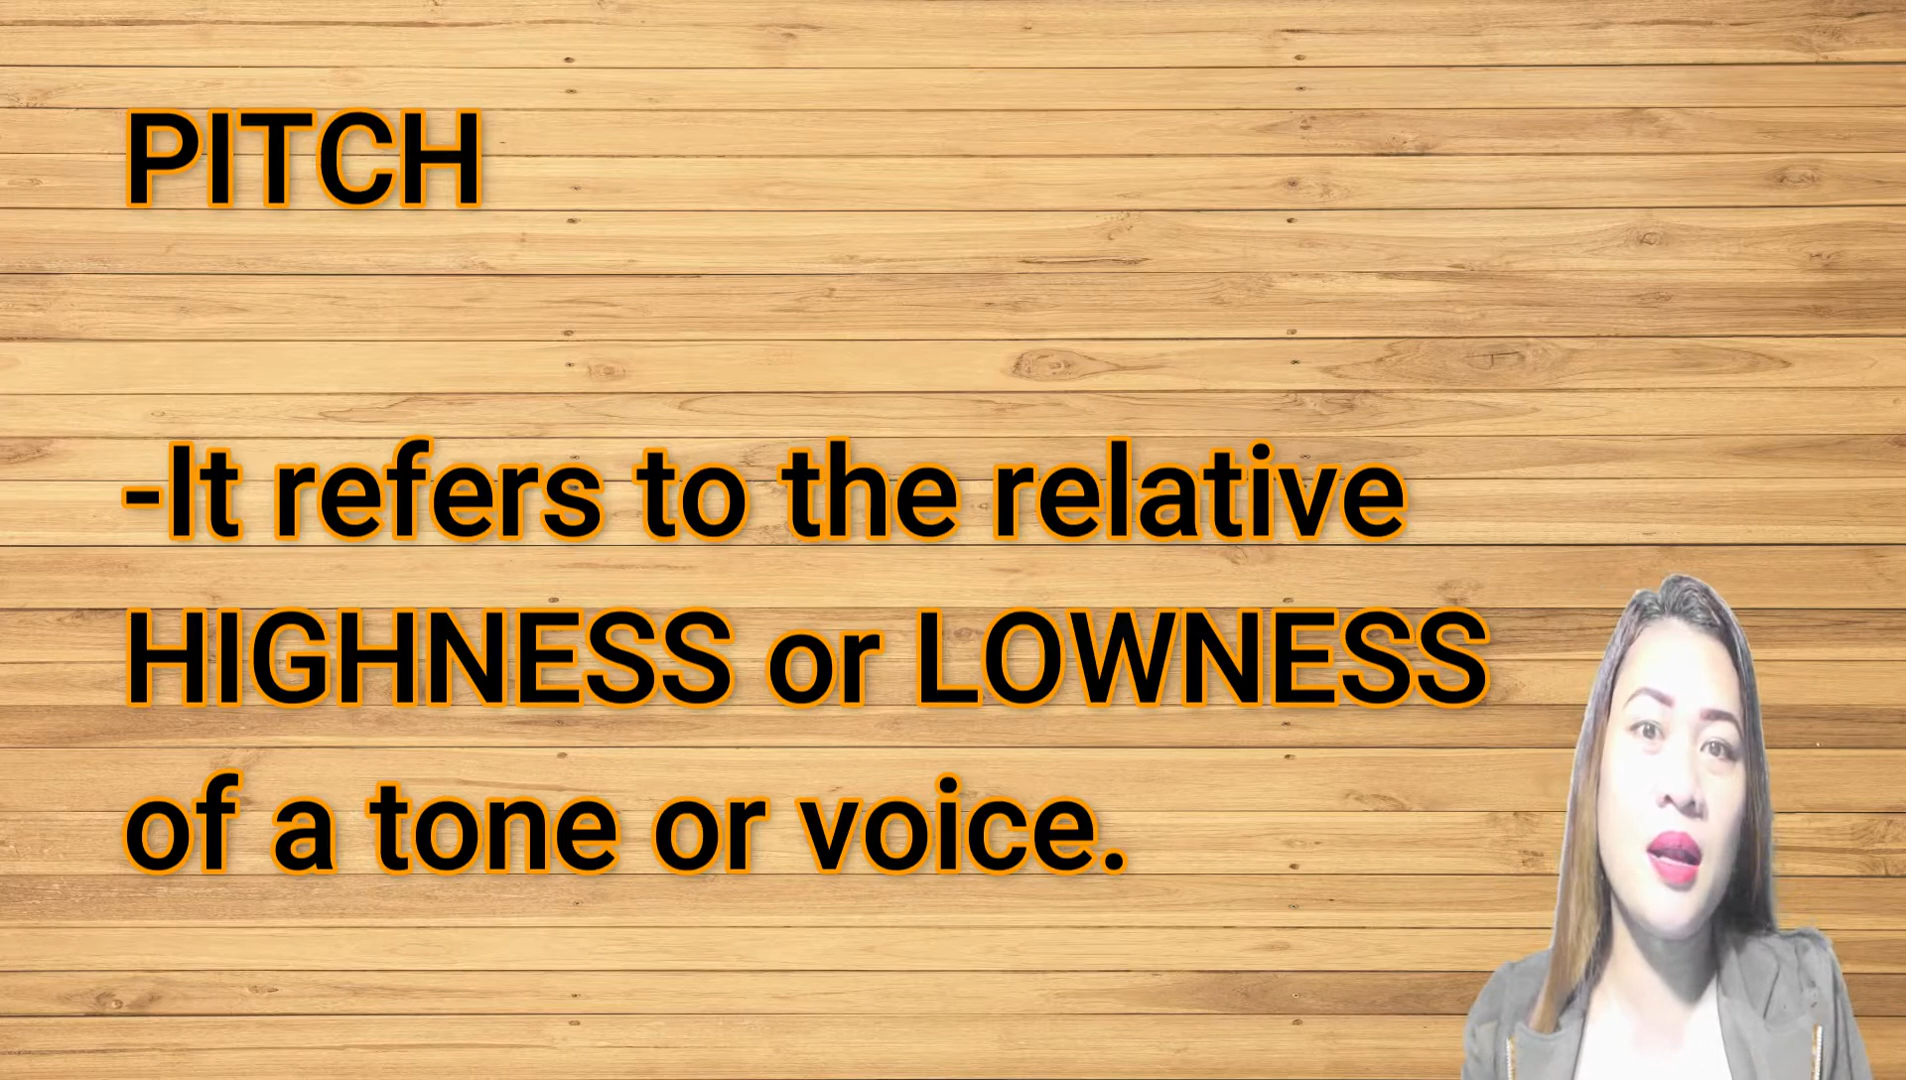 PITCH
-It refers to the relative
HIGHNESS or LOWNESS
of a tone or voice.